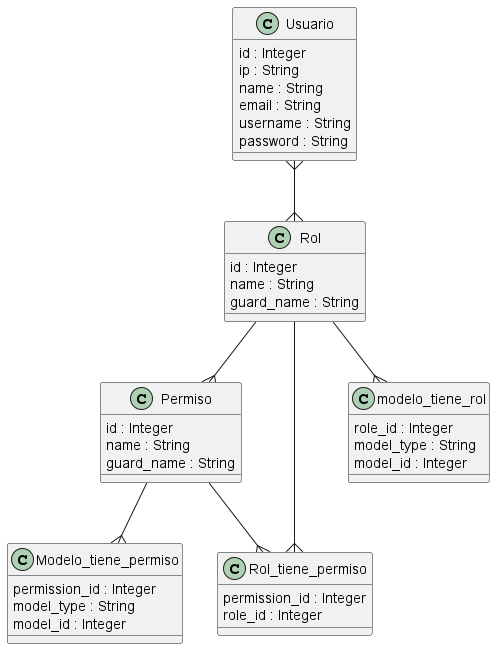 C Usuario
id : Integer
ip : String
name : String
email : String
username : String
password : String
C Rol
id : Integer
name : String
guard_name : String
C Permiso
id : Integer
name : String
guard_name : String
C modelo_tiene_rol
role_id : Integer
model_type : String
model_id : Integer
C Modelo_tiene_permiso
permission_id : Integer
model_type : String
model_id : Integer
C Rol_tiene_permiso
permission_id : Integer
role_id : Integer